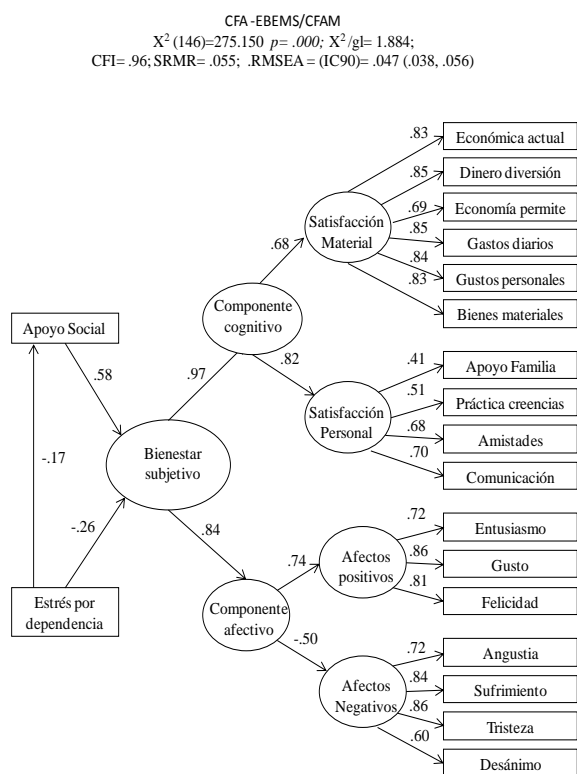 CFA -EBEMS/CFAM
X² (146)=275.150 p= .000; X²/gl= 1.884;
CFI= .96; SRMR= .055; .RMSEA = (IC90)= .047 (.038, .056)
.83
Económica actual
.85
Dinero diversión
.69
Economía permite
Satisfacción
Material
.85
Gastos diarios
.84
Gustos personales
.83
Bienes materiales
.68
Componente
cognitivo
Apoyo Social
.58
.97
.82
.41
Apoyo Familia
.51
Práctica creencias
Satisfacción
Personal
.68
Amistades
.70
Comunicación
-.17
Bienestar
subjetivo
-.26
.84
.72
Entusiasmo
.74
Afectos
positivos
.86
Gusto
.81
Felicidad
Estrés por
dependencia
Componente
afectivo
-.50
.72
Angustia
Afectos
Negativos
.84
Sufrimiento
.86
Tristeza
.60
Desánimo